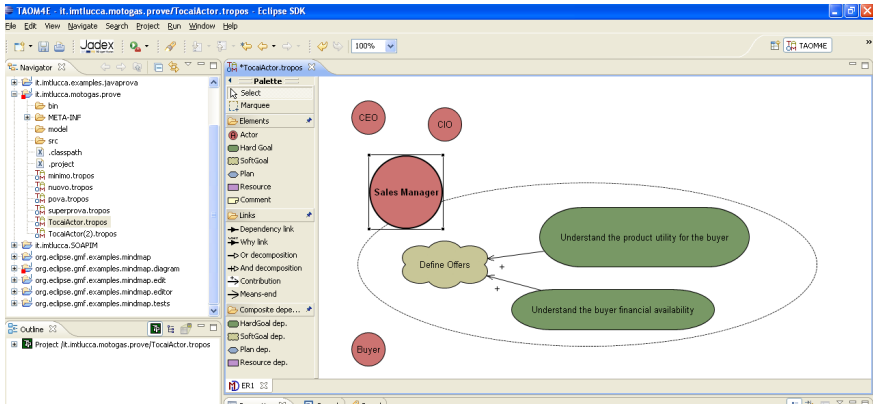 TAOM4E - it.imtlucca.motogas.prove/TocaiActor.tropos - Eclipse SDK
File Edit View Navigate Search Project Run Window Help
Jadex
100%
TAOM4E
»
Navigator
it.imtlucca.examples.javaprova
it.imtlucca.motogas.prove
bin
META-INF
model
src
.classpath
.project
minimo.tropos
nuovo.tropos
pova.tropos
superprova.tropos
TocaiActor.tropos
TocaiActor(2).tropos
it.imtlucca.SOAPIM
org.eclipse.gmf.examples.mindmap
org.eclipse.gmf.examples.mindmap.diagram
org.eclipse.gmf.examples.mindmap.edit
org.eclipse.gmf.examples.mindmap.editor
org.eclipse.gmf.examples.mindmap.tests
Outline
Project /it.imtlucca.motogas.prove/TocaiActor.tropos
*TocaiActor.tropos
Palette
Select
Marquee
Elements
Actor
Hard Goal
SoftGoal
Plan
Resource
Comment
Links
Dependency link
Why link
Or decomposition
And decomposition
Contribution
Means-end
Composite depe...
HardGoal dep.
SoftGoal dep.
Plan dep.
Resource dep.
CEO
CIO
Sales Manager
Understand the product utility for the buyer
Define Offers
+
+
Understand the buyer financial availability
Buyer
ER1